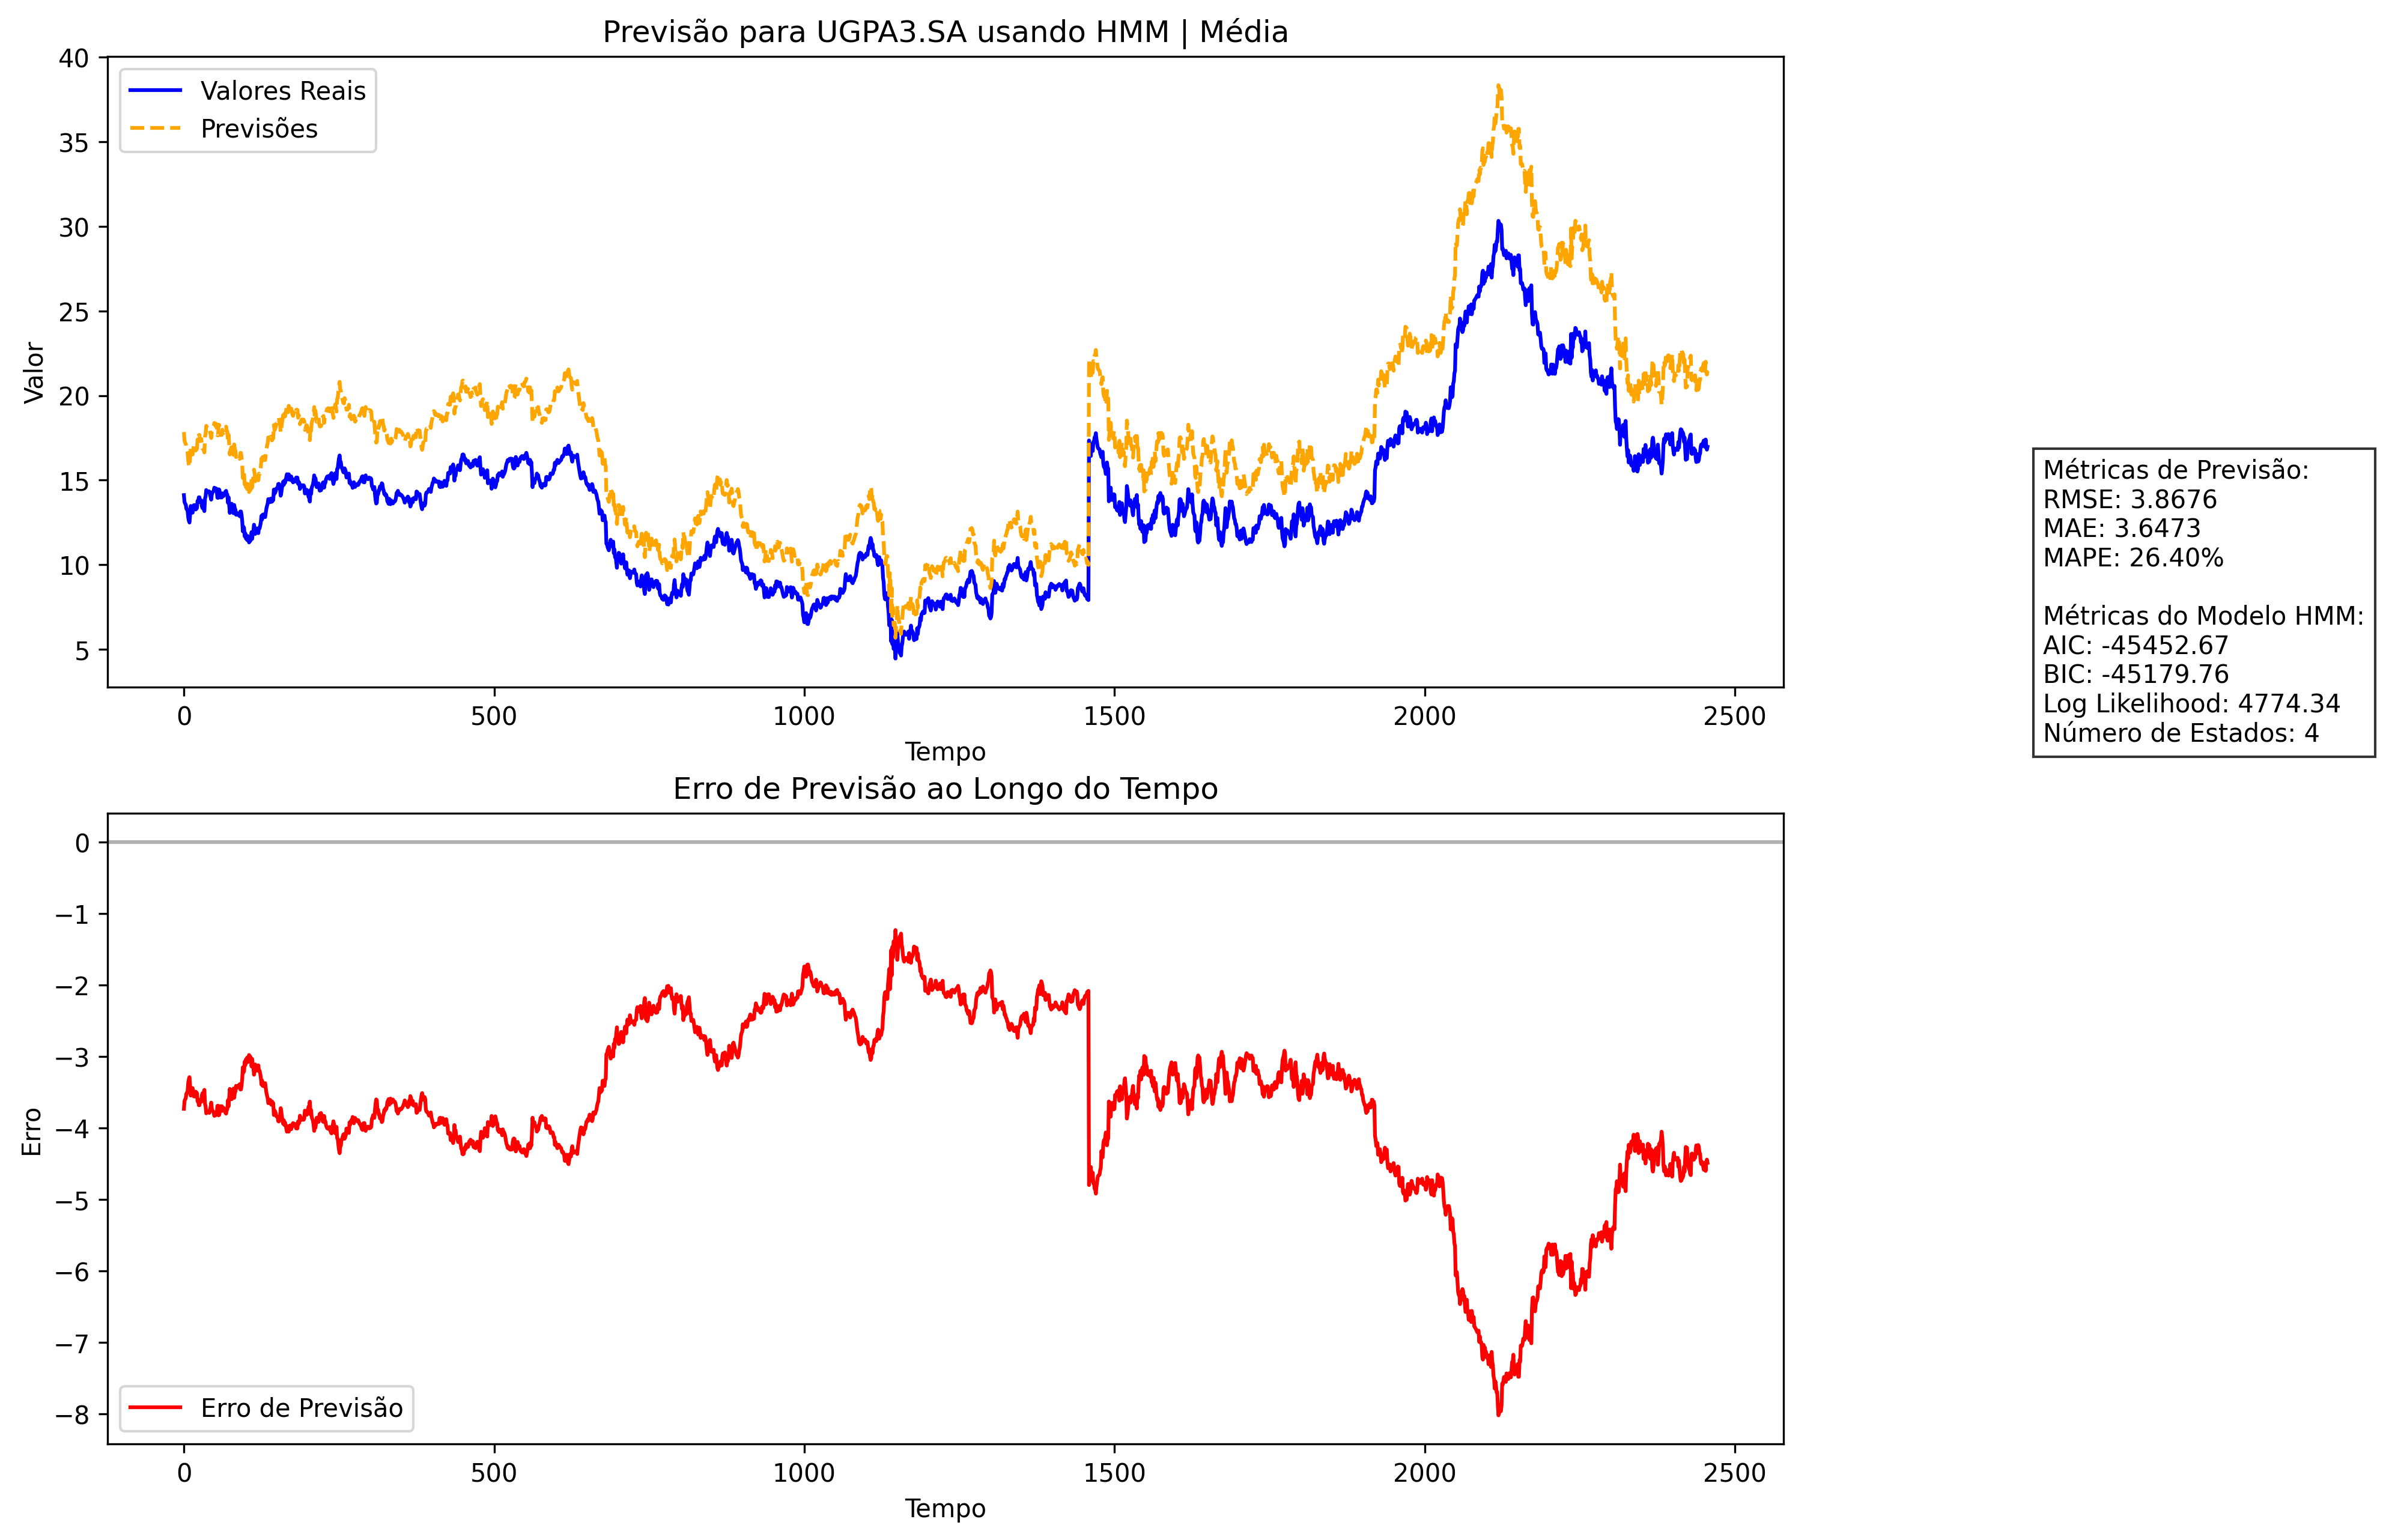 Previsão para UGPA3.SA usando HMM | Média
Valores Reais
Previsões
Valor
40
35
30
25
20
15
10
5
0 500 1000 1500 2000 2500
Tempo
Métricas de Previsão:
RMSE: 3.8676
MAE: 3.6473
MAPE: 26.40%
Métricas do Modelo HMM:
AIC: -45452.67
BIC: -45179.76
Log Likelihood: 4774.34
Número de Estados: 4
Erro de Previsão ao Longo do Tempo
Erro
0
−1
−2
−3
−4
−5
−6
−7
−8
Erro de Previsão
0 500 1000 1500 2000 2500
Tempo